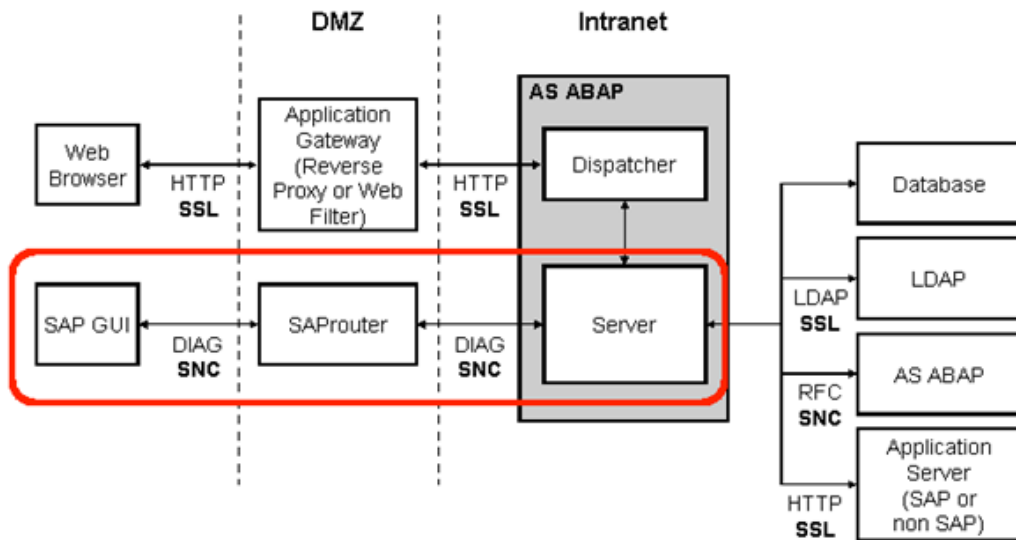 DMZ
Intranet
AS ABAP
Web
Browser
HTTP
SSL
Application
Gateway
(Reverse
Proxy or Web
Filter)
HTTP
SSL
Dispatcher
Database
SAP GUI
DIAG
SNC
SAProuter
DIAG
SNC
Server
LDAP
SSL
LDAP
RFC
SNC
AS ABAP
HTTP
SSL
Application
Server
(SAP or
non SAP)